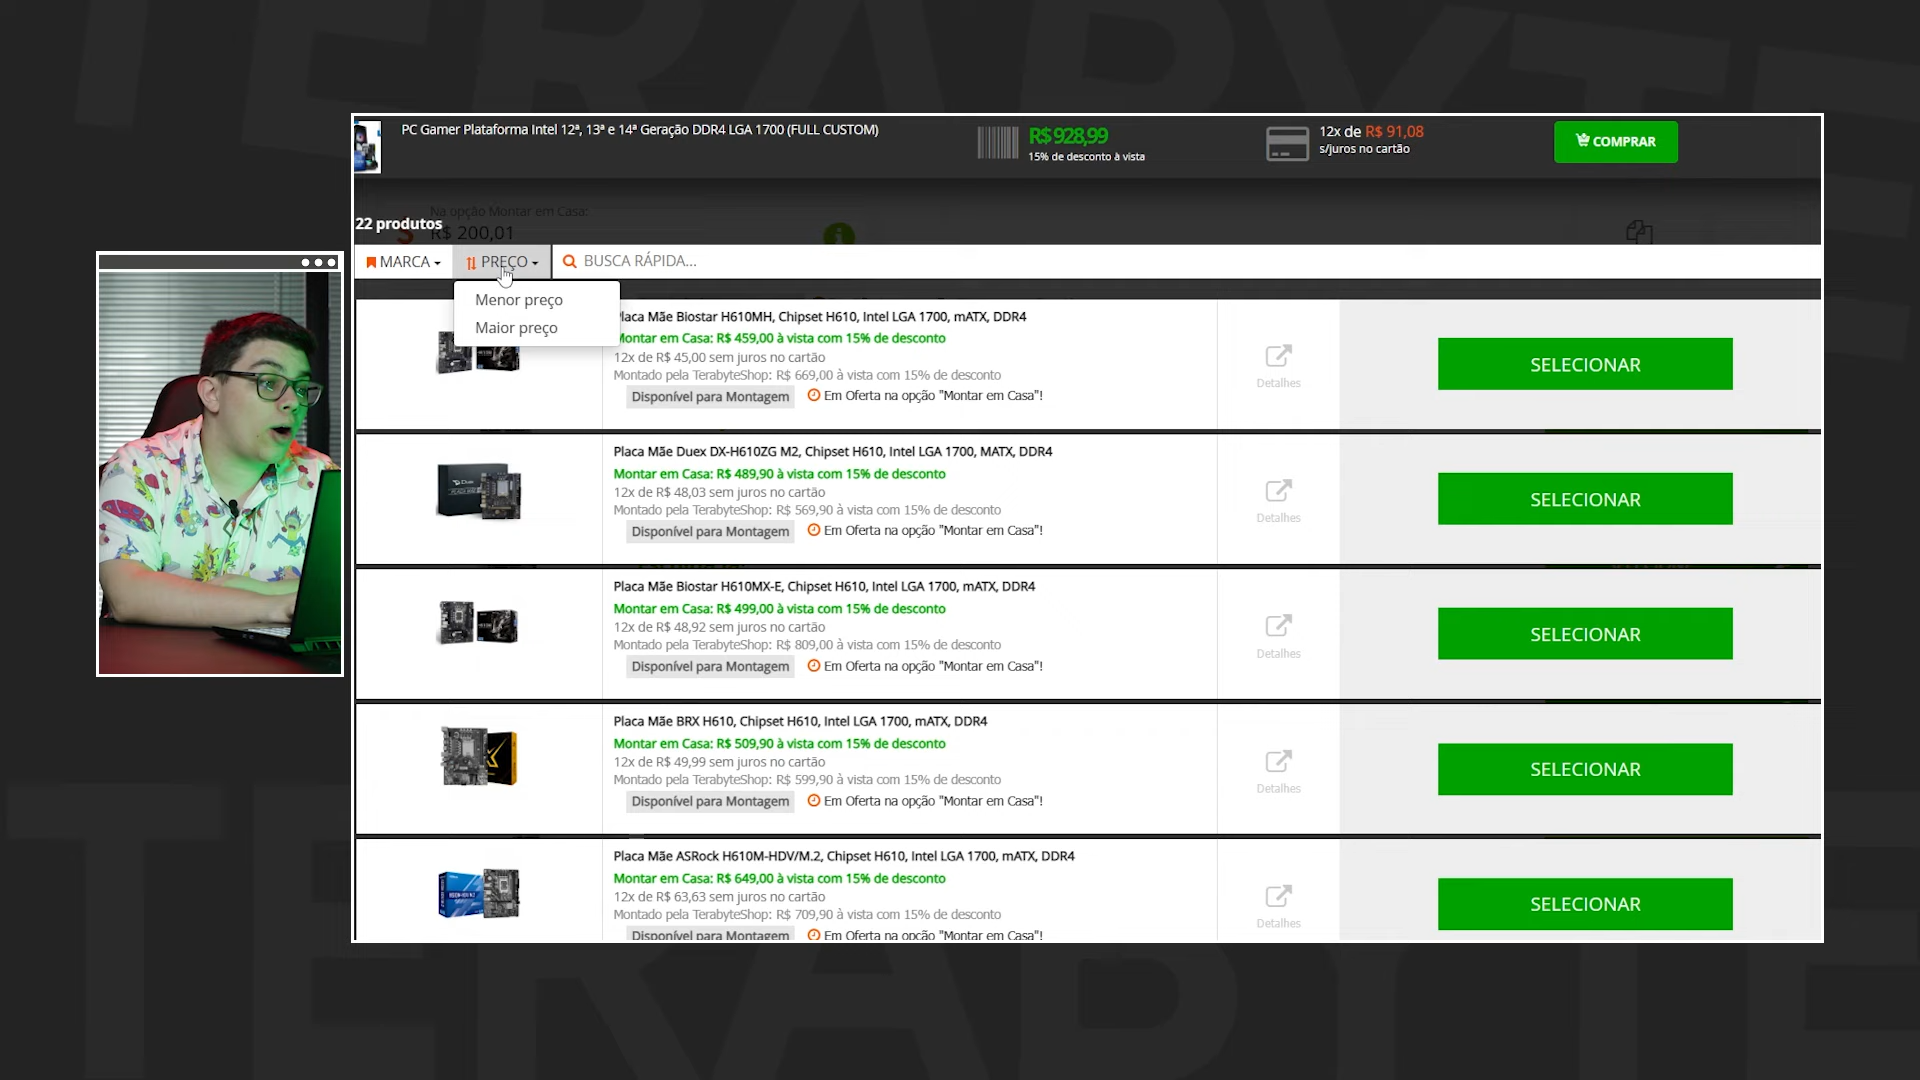 TERABYTE
PC Gamer Plataforma Intel 12ª, 13ª e 14ª Geração DDR4 LGA 1700 (FULL CUSTOM)
R$ 928,99
15% de desconto à vista
12x de R$ 91,08
s/juros no cartão
COMPRAR
Na opção Montar em Casa:
22 produtos
R$ 200,01
MARCA
PREÇO
BUSCA RÁPIDA...
Menor preço
Maior preço
Placa Mãe Biostar H610MH, Chipset H610, Intel LGA 1700, mATX, DDR4
Montar em Casa: R$ 459,00 à vista com 15% de desconto
12x de R$ 45,00 sem juros no cartão
Montado pela TerabyteShop: R$ 669,00 à vista com 15% de desconto
Disponível para Montagem
Em Oferta na opção "Montar em Casa"!
Detalhes
SELECIONAR
Placa Mãe Duex DX-H610ZG M2, Chipset H610, Intel LGA 1700, MATX, DDR4
Montar em Casa: R$ 489,90 à vista com 15% de desconto
12x de R$ 48,03 sem juros no cartão
Montado pela TerabyteShop: R$ 569,90 à vista com 15% de desconto
Disponível para Montagem
Em Oferta na opção "Montar em Casa"!
Detalhes
SELECIONAR
Placa Mãe Biostar H610MX-E, Chipset H610, Intel LGA 1700, mATX, DDR4
Montar em Casa: R$ 499,00 à vista com 15% de desconto
12x de R$ 48,92 sem juros no cartão
Montado pela TerabyteShop: R$ 809,00 à vista com 15% de desconto
Disponível para Montagem
Em Oferta na opção "Montar em Casa"!
Detalhes
SELECIONAR
Placa Mãe BRX H610, Chipset H610, Intel LGA 1700, mATX, DDR4
Montar em Casa: R$ 509,90 à vista com 15% de desconto
12x de R$ 49,99 sem juros no cartão
Montado pela TerabyteShop: R$ 599,90 à vista com 15% de desconto
Disponível para Montagem
Em Oferta na opção "Montar em Casa"!
Detalhes
SELECIONAR
Placa Mãe ASRock H610M-HDV/M.2, Chipset H610, Intel LGA 1700, mATX, DDR4
Montar em Casa: R$ 649,00 à vista com 15% de desconto
12x de R$ 63,63 sem juros no cartão
Montado pela TerabyteShop: R$ 709,90 à vista com 15% de desconto
Disponível para Montagem
Em Oferta na opção "Montar em Casa"!
Detalhes
SELECIONAR
TERABYTE